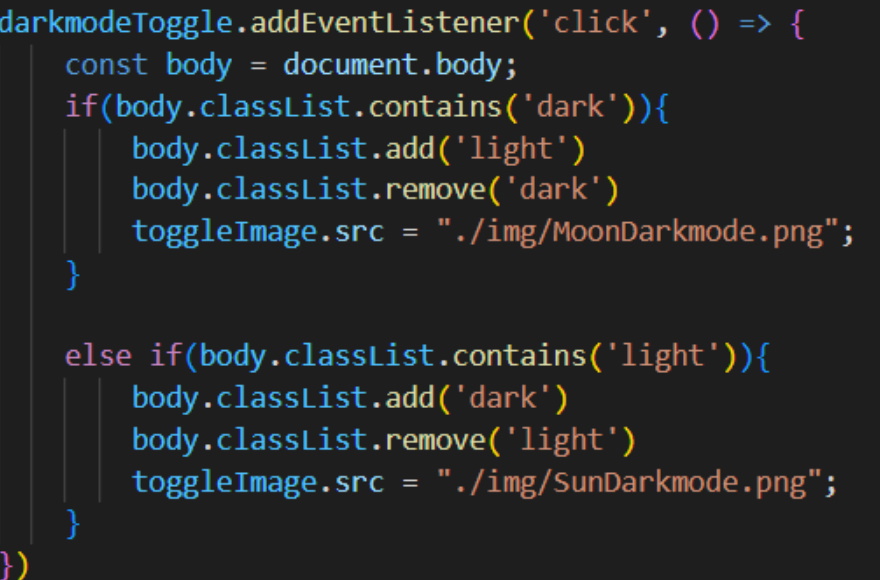 darkmodeToggle.addEventListener('click', () => {
    const body = document.body;
    if(body.classList.contains('dark')){
        body.classList.add('light')
        body.classList.remove('dark')
        toggleImage.src = "./img/MoonDarkmode.png";
    }

    else if(body.classList.contains('light')){
        body.classList.add('dark')
        body.classList.remove('light')
        toggleImage.src = "./img/SunDarkmode.png";
    }
})